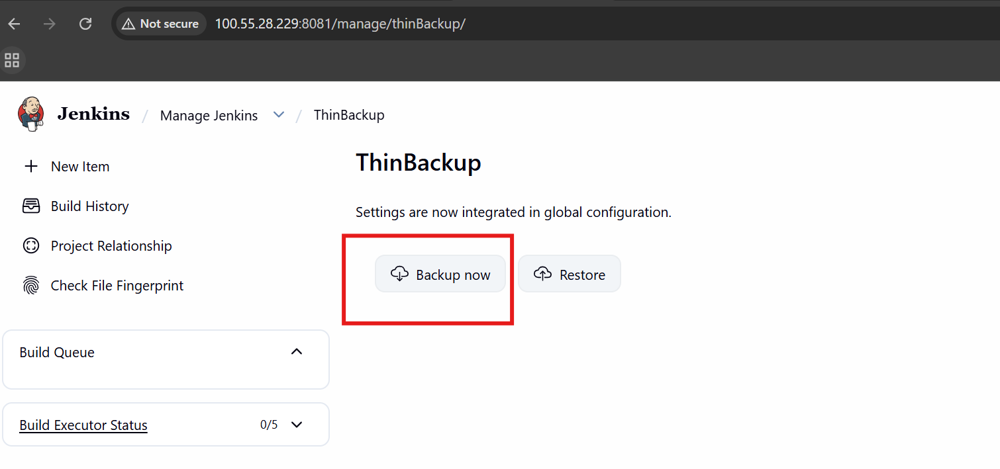 Not secure 100.55.28.229:8081/manage/thinBackup/
Jenkins / Manage Jenkins / ThinBackup
New Item
Build History
Project Relationship
Check File Fingerprint
Build Queue
Build Executor Status 0/5
ThinBackup
Settings are now integrated in global configuration.
Backup now Restore